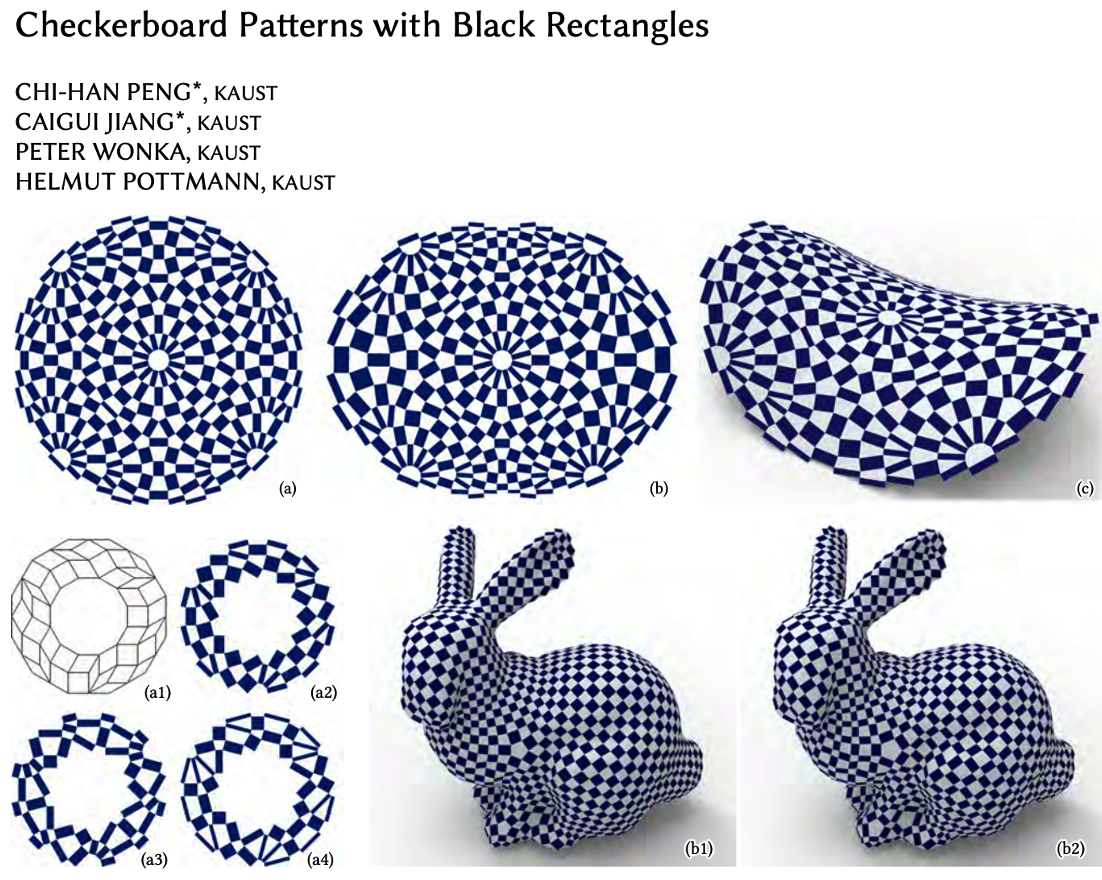 Checkerboard Patterns with Black Rectangles
CHI-HAN PENG*, KAUST
CAIGUI JIANG*, KAUST
PETER WONKA, KAUST
HELMUT POTTMANN, KAUST
(a)
(b)
(c)
(a1)
(a2)
(a3)
(a4)
(b1)
(b2)